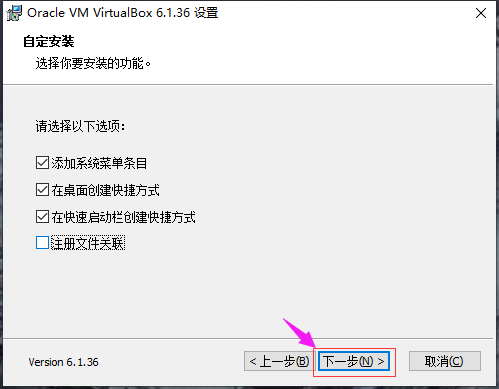 Oracle VM VirtualBox 6.1.36 设置
自定安装
选择你要安装的功能。
请选择以下选项：
添加系统菜单条目
在桌面创建快捷方式
在快速启动栏创建快捷方式
注册文件关联
Version 6.1.36
< 上一步(B)
下一步(N) >
取消(C)